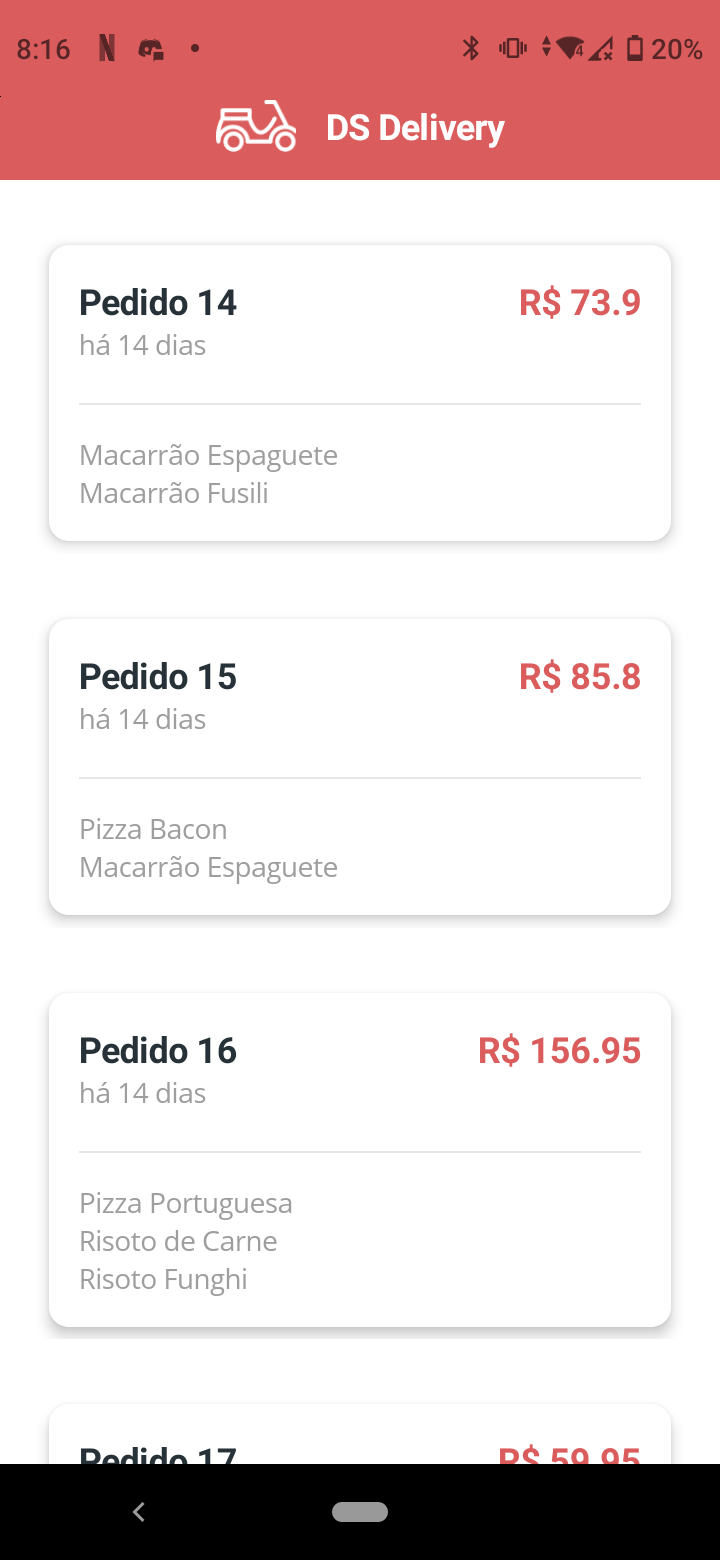 8:16 20%
DS Delivery
Pedido 14 R$ 73.9
há 14 dias
Macarrão Espaguete
Macarrão Fusili
Pedido 15 R$ 85.8
há 14 dias
Pizza Bacon
Macarrão Espaguete
Pedido 16 R$ 156.95
há 14 dias
Pizza Portuguesa
Risoto de Carne
Risoto Funghi
Pedido 17 R$ 59.95